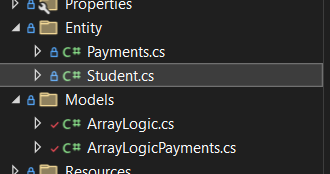 Properties
Entity
C# Payments.cs
C# Student.cs
Models
C# ArrayLogic.cs
C# ArrayLogicPayments.cs
Resources